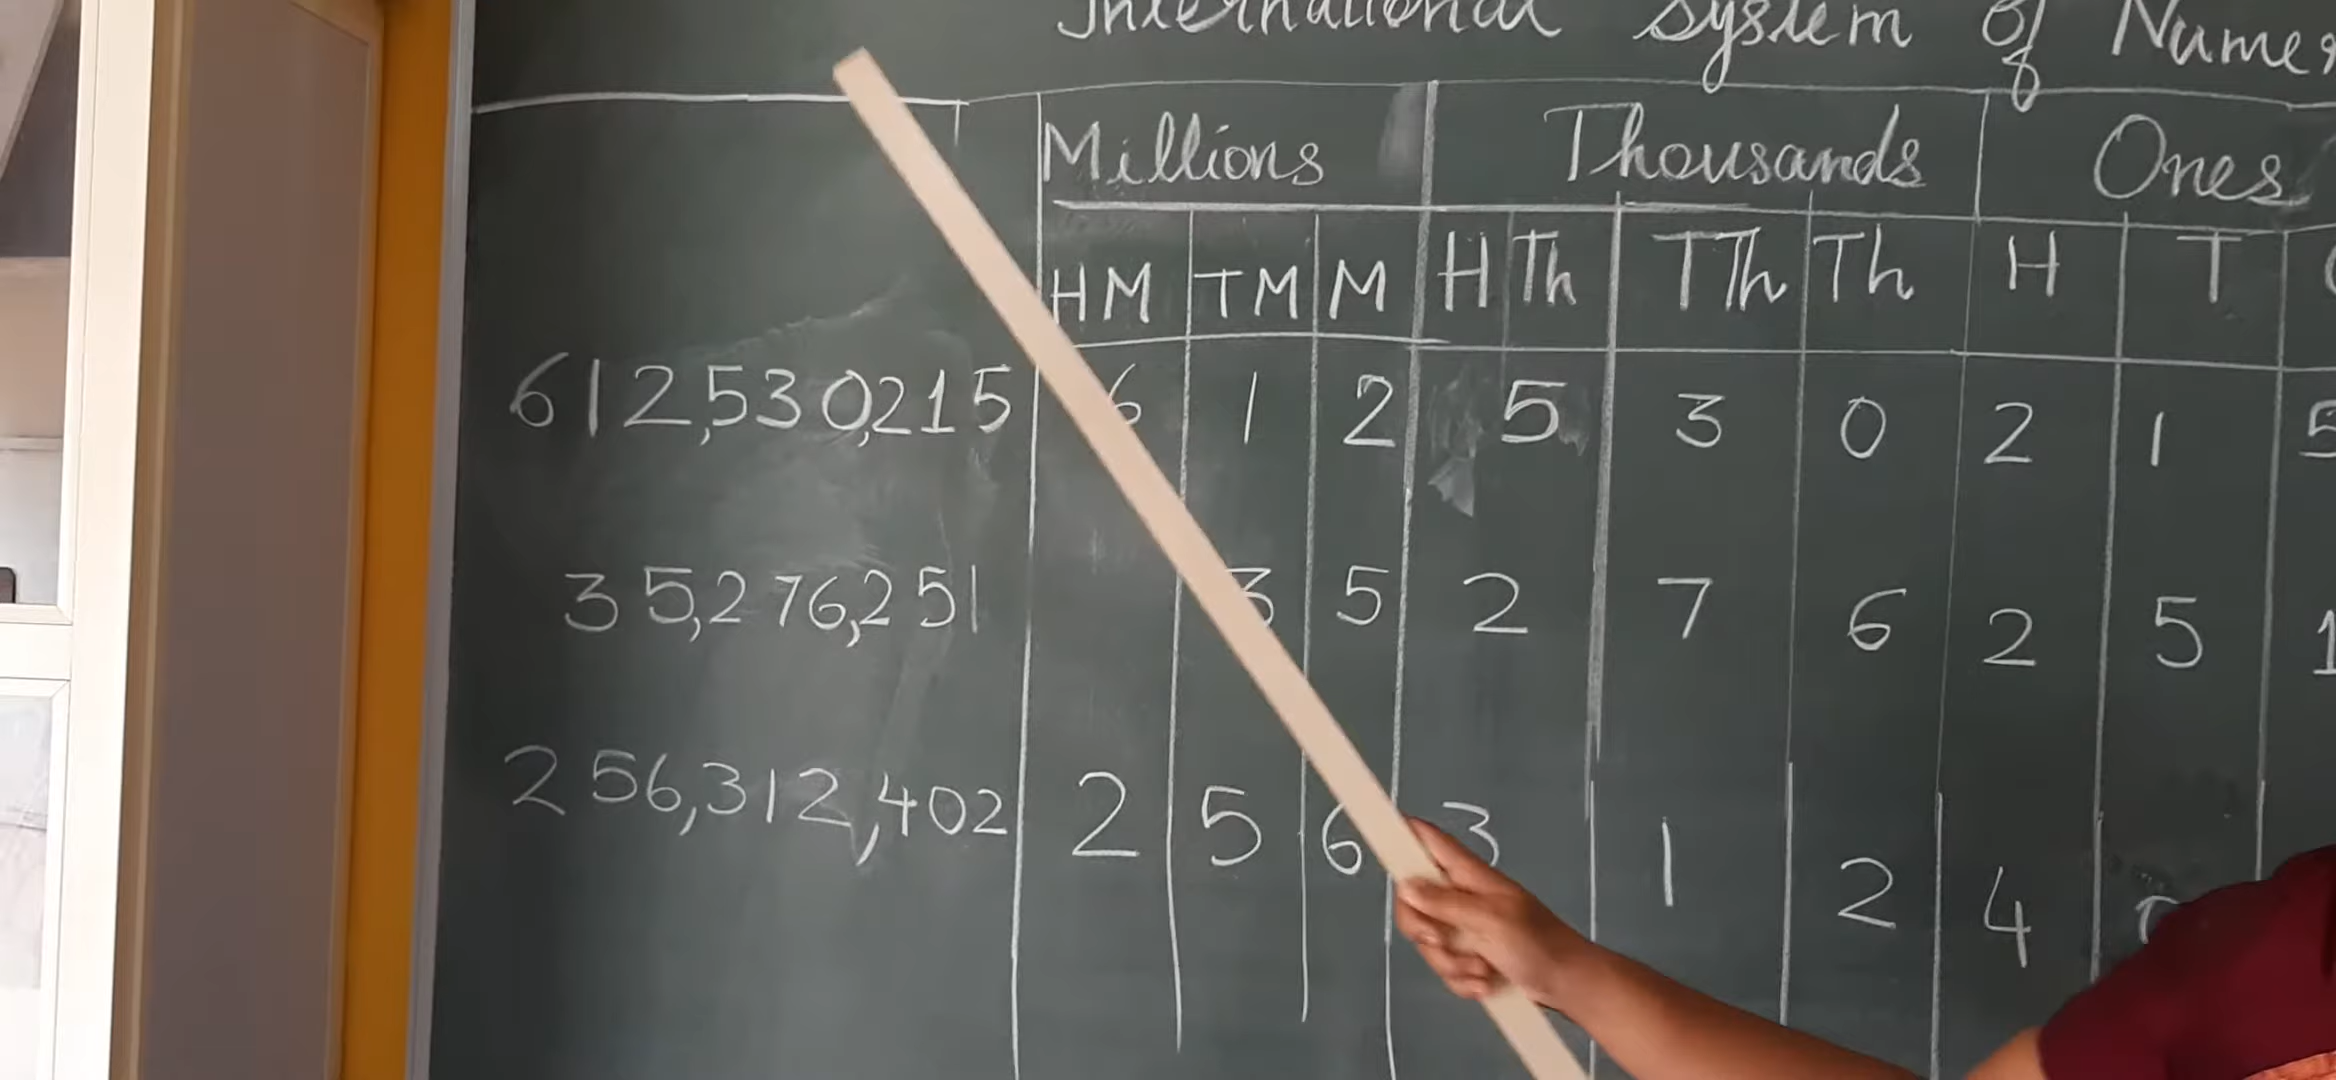 International System of Numer
Millions Thousands Ones
HM TM M H Th TTh Th H T
612,530,215 6 1 2 5 3 0 2 1 5
35,276,251 3 5 2 7 6 2 5 1
256,312,402 2 5 6 3 1 2 4